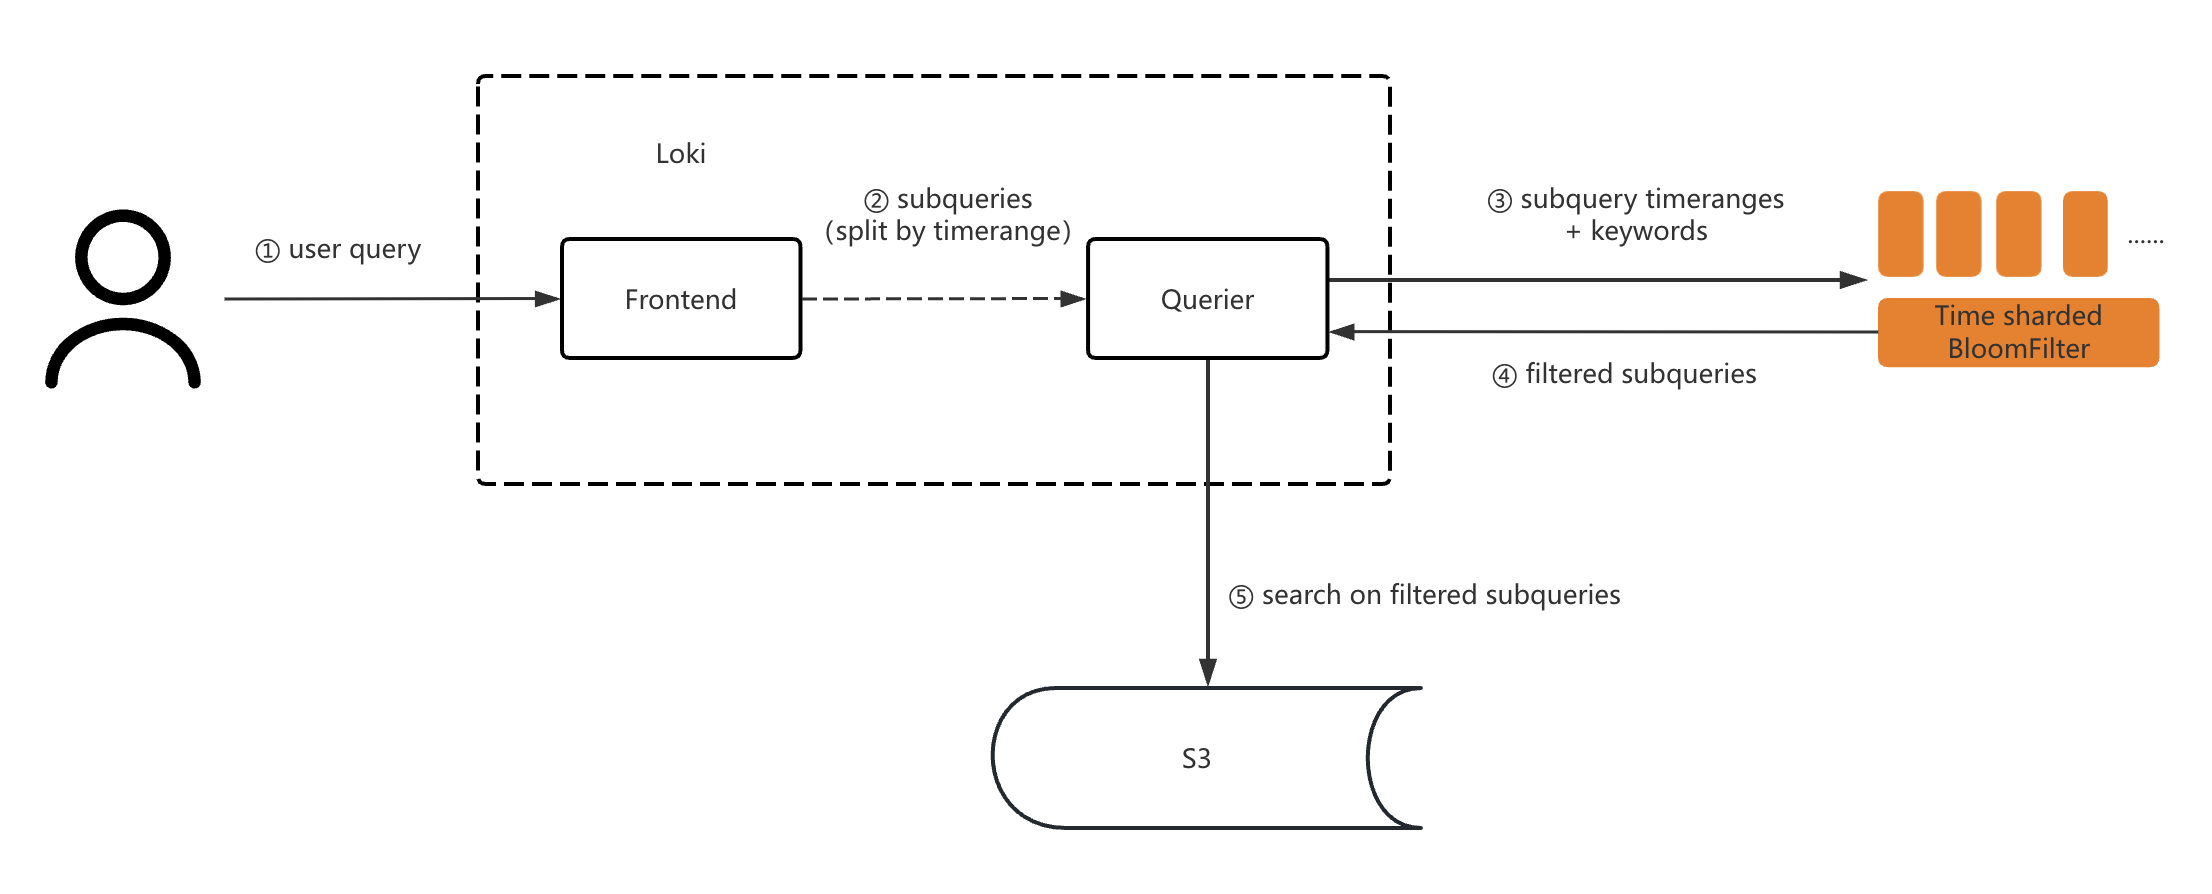 Loki
① user query
② subqueries
(split by timerange)
Frontend
Querier
③ subquery timeranges
+ keywords
......
Time sharded
BloomFilter
④ filtered subqueries
⑤ search on filtered subqueries
S3